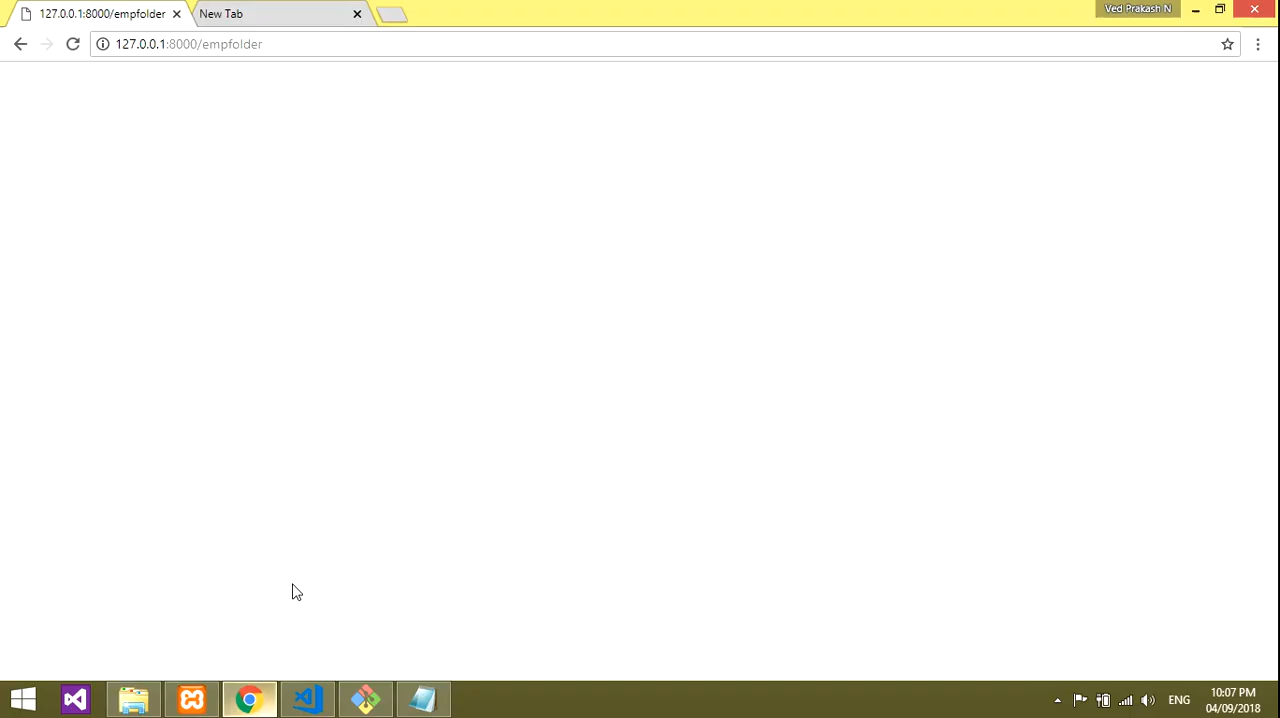 127.0.0.1:8000/empfolder
New Tab
Ved Prakash N
127.0.0.1:8000/empfolder
ENG
10:07 PM
04/09/2018